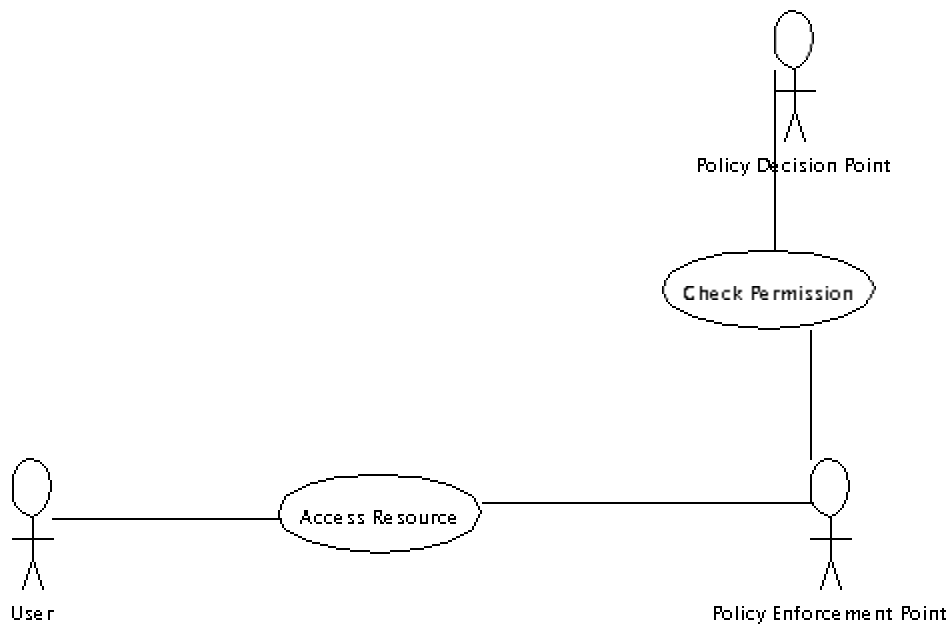 Policy Decision Point
Check Permission
Access Resource
User
Policy Enforcement Point